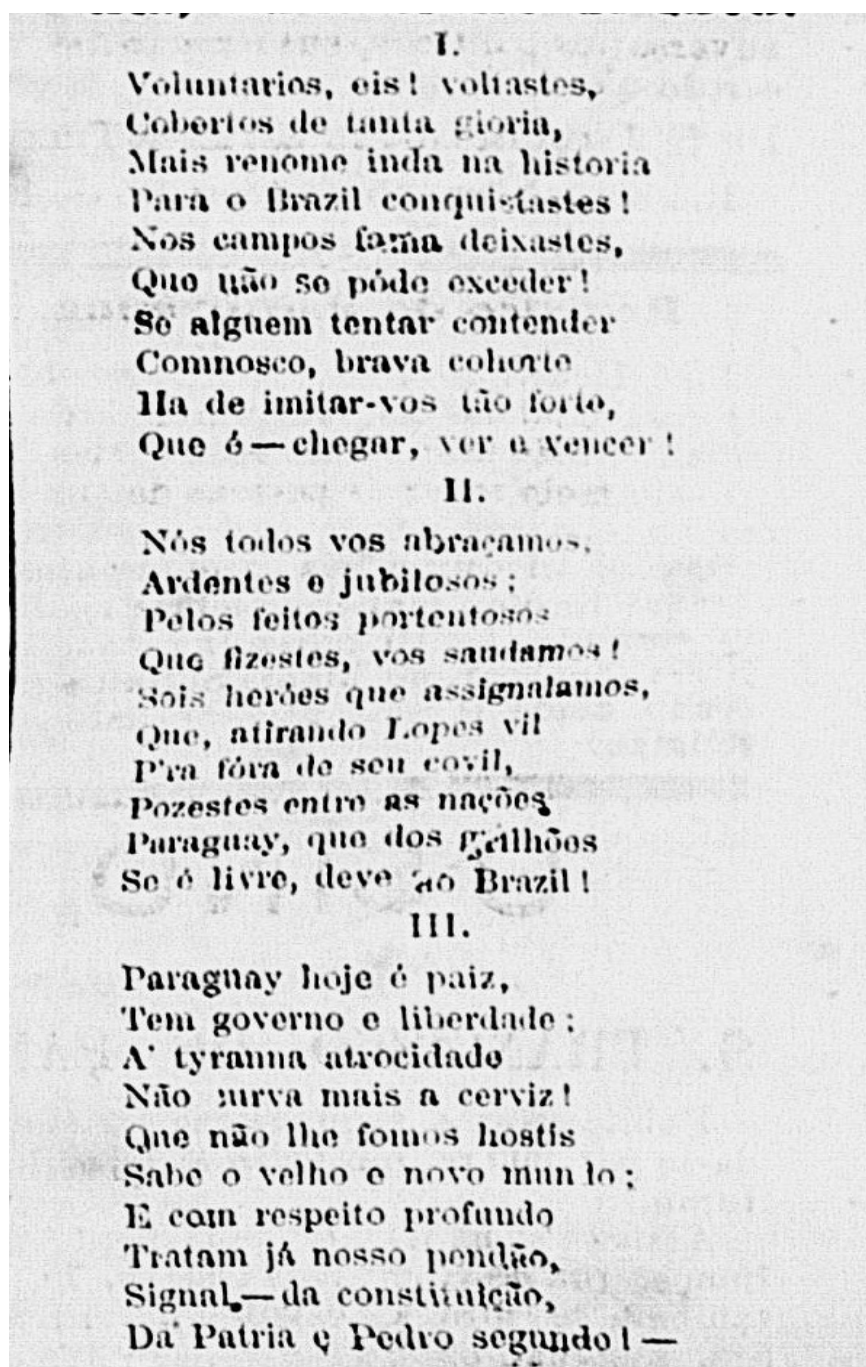 I.
Voluntarios, eis! voltastes,
Cobertos de tanta gloria,
Mais renome inda na historia
Para o Brazil conquistastes!
Nos campos fama deixastes,
Que não se póde exceder!
Se alguem tentar contender
Comnosco, brava cohorte
Ha de imitar-vos tão forte,
Que é—chegar, ver e vencer!
II.
Nós todos vos abraçamos,
Ardentes e jubilosos;
Pelos feitos portentosos
Que fizestes, vos saudamos!
Sois heróes que assignalamos,
Que, atirando Lopes vil
P'ra fóra de seu covil,
Pozestes entre as nações
Paraguay, que dos grilhões
Se é livre, deve ao Brazil!
III.
Paraguay hoje é paiz,
Tem governo e liberdade;
A' tyranna atrocidade
Não curva mais a cerviz!
Que não lhe fomos hostis
Sabe o velho e novo mundo;
E com respeito profundo
Tratam já nosso pendão,
Signal,—da constituição,
Da Patria e Pedro segundo!—